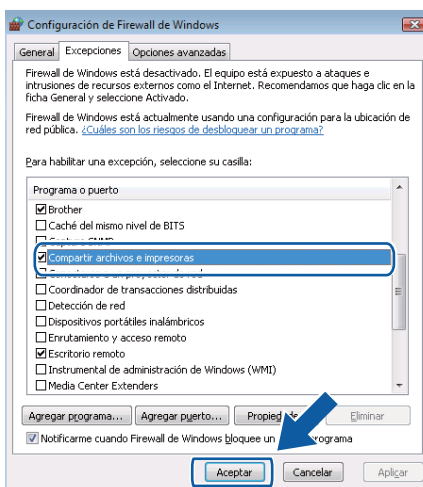 Configuración de Firewall de Windows
General Excepciones Opciones avanzadas
Firewall de Windows está desactivado. El equipo está expuesto a ataques e
intrusiones de recursos externos como el Internet. Recomendamos que haga clic en la
ficha General y seleccione Activado.
Firewall de Windows está actualmente usando una configuración para la ubicación de
red pública. ¿Cuáles son los riesgos de desbloquear un programa?
Para habilitar una excepción, seleccione su casilla:
Programa o puerto
Brother
Caché del mismo nivel de BITS
Compartir archivos e impresoras
Coordinador de transacciones distribuidas
Detección de red
Dispositivos portátiles inalámbricos
Enrutamiento y acceso remoto
Escritorio remoto
Instrumental de administración de Windows (WMI)
Media Center Extenders
Agregar programa... Agregar puerto... Eliminar
Notificarme cuando Firewall de Windows bloquee un
Aceptar Cancelar Aplicar